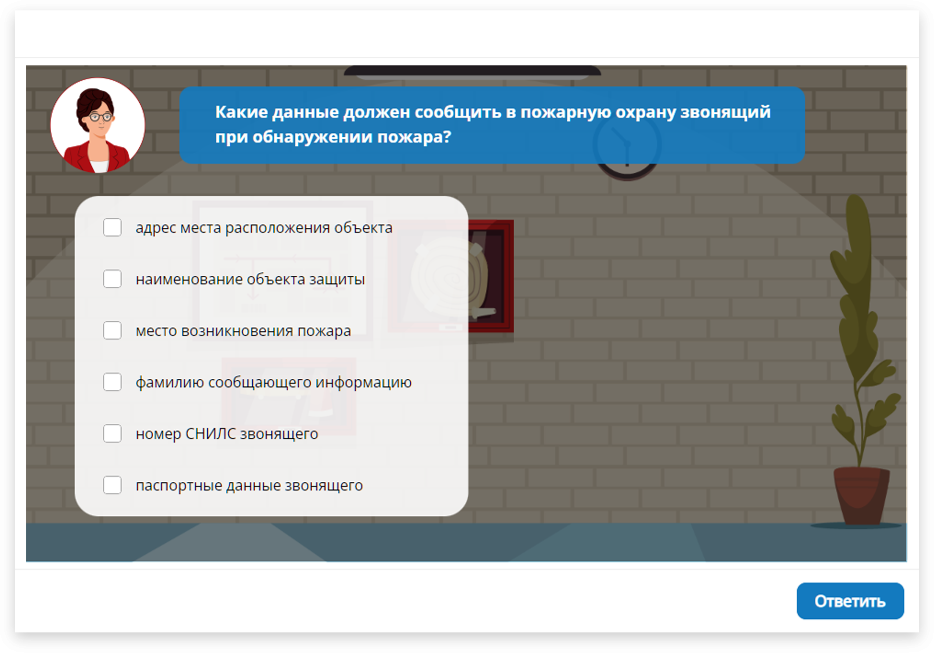 Какие данные должен сообщить в пожарную охрану звонящий
при обнаружении пожара?
адрес места расположения объекта
наименование объекта защиты
место возникновения пожара
фамилию сообщающего информацию
номер СНИЛС звонящего
паспортные данные звонящего
Ответить